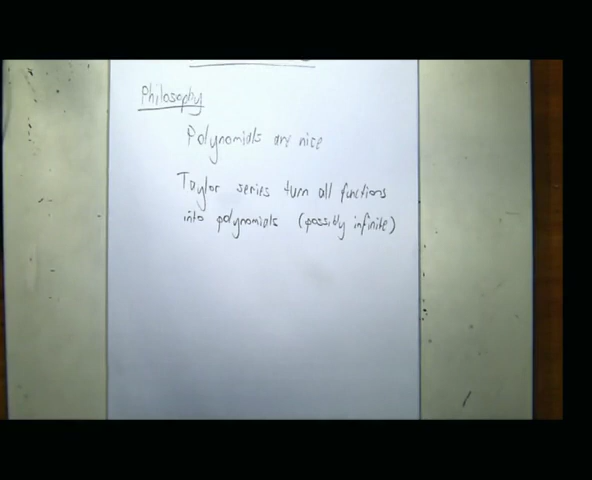 Philosophy
Polynomials are nice
Taylor series turn all functions
into polynomials (possibly infinite)